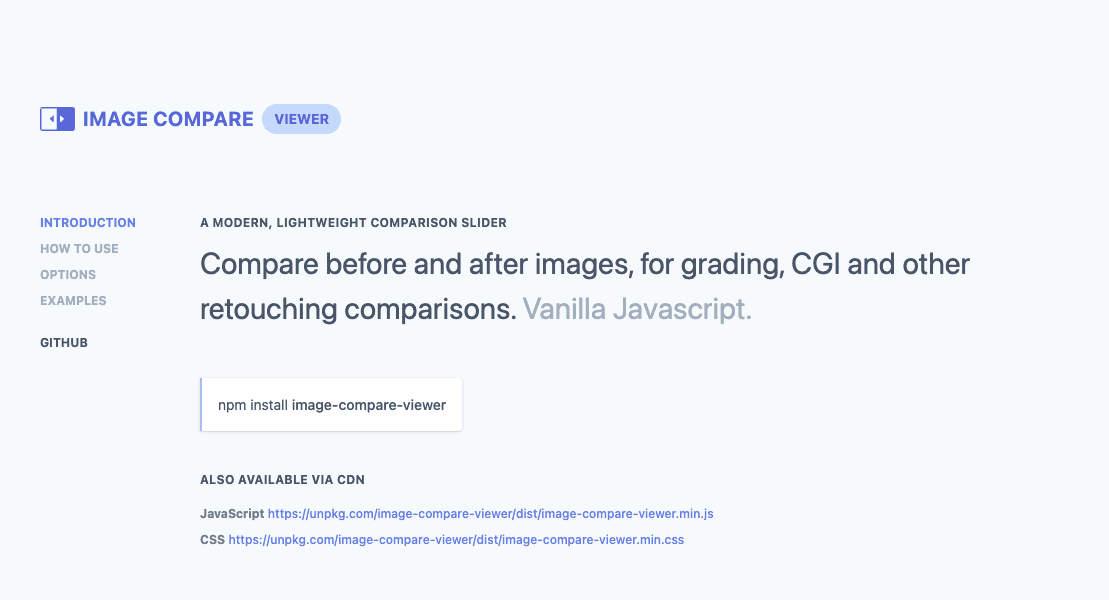 IMAGE COMPARE VIEWER
INTRODUCTION
HOW TO USE
OPTIONS
EXAMPLES
GITHUB
A MODERN, LIGHTWEIGHT COMPARISON SLIDER
Compare before and after images, for grading, CGI and other
retouching comparisons. Vanilla Javascript.
npm install image-compare-viewer
ALSO AVAILABLE VIA CDN
JavaScript https://unpkg.com/image-compare-viewer/dist/image-compare-viewer.min.js
CSS https://unpkg.com/image-compare-viewer/dist/image-compare-viewer.min.css